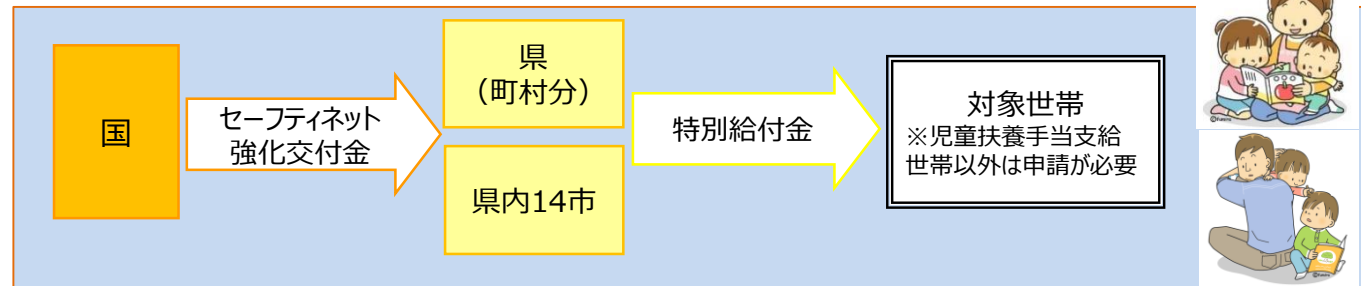 国
セーフティネット
強化交付金
県
（町村分）
県内14市
特別給付金
対象世帯
※児童扶養手当支給
世帯以外は申請が必要